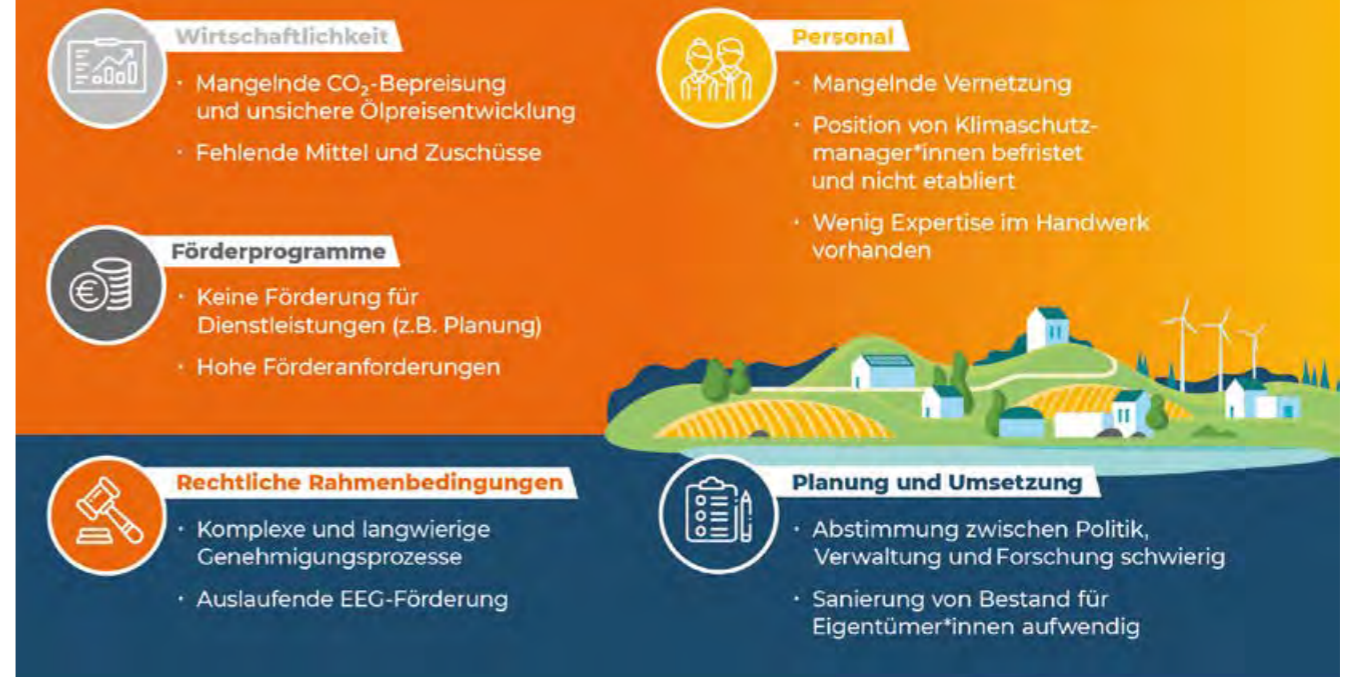 Wirtschaftlichkeit
· Mangelnde CO₂-Bepreisung
und unsichere Ölpreisentwicklung
· Fehlende Mittel und Zuschüsse
Förderprogramme
· Keine Förderung für
Dienstleistungen (z.B. Planung)
· Hohe Förderanforderungen
Personal
· Mangelnde Vernetzung
· Position von Klimaschutz-
manager*innen befristet
und nicht etabliert
· Wenig Expertise im Handwerk
vorhanden
Rechtliche Rahmenbedingungen
· Komplexe und langwierige
Genehmigungsprozesse
· Auslaufende EEG-Förderung
Planung und Umsetzung
· Abstimmung zwischen Politik,
Verwaltung und Forschung schwierig
· Sanierung von Bestand für
Eigentümer*innen aufwendig